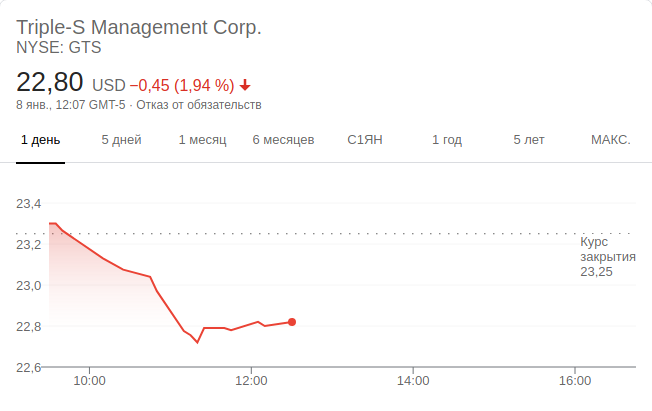 Triple-S Management Corp.
NYSE: GTS
22,80 USD −0,45 (1,94 %)
8 янв., 12:07 GMT-5 · Отказ от обязательств
1 день 5 дней 1 месяц 6 месяцев С1ЯН 1 год 5 лет МАКС.
23,4
23,2
Курс
закрытия
23,25
23,0
22,8
22,6
10:00 12:00 14:00 16:00